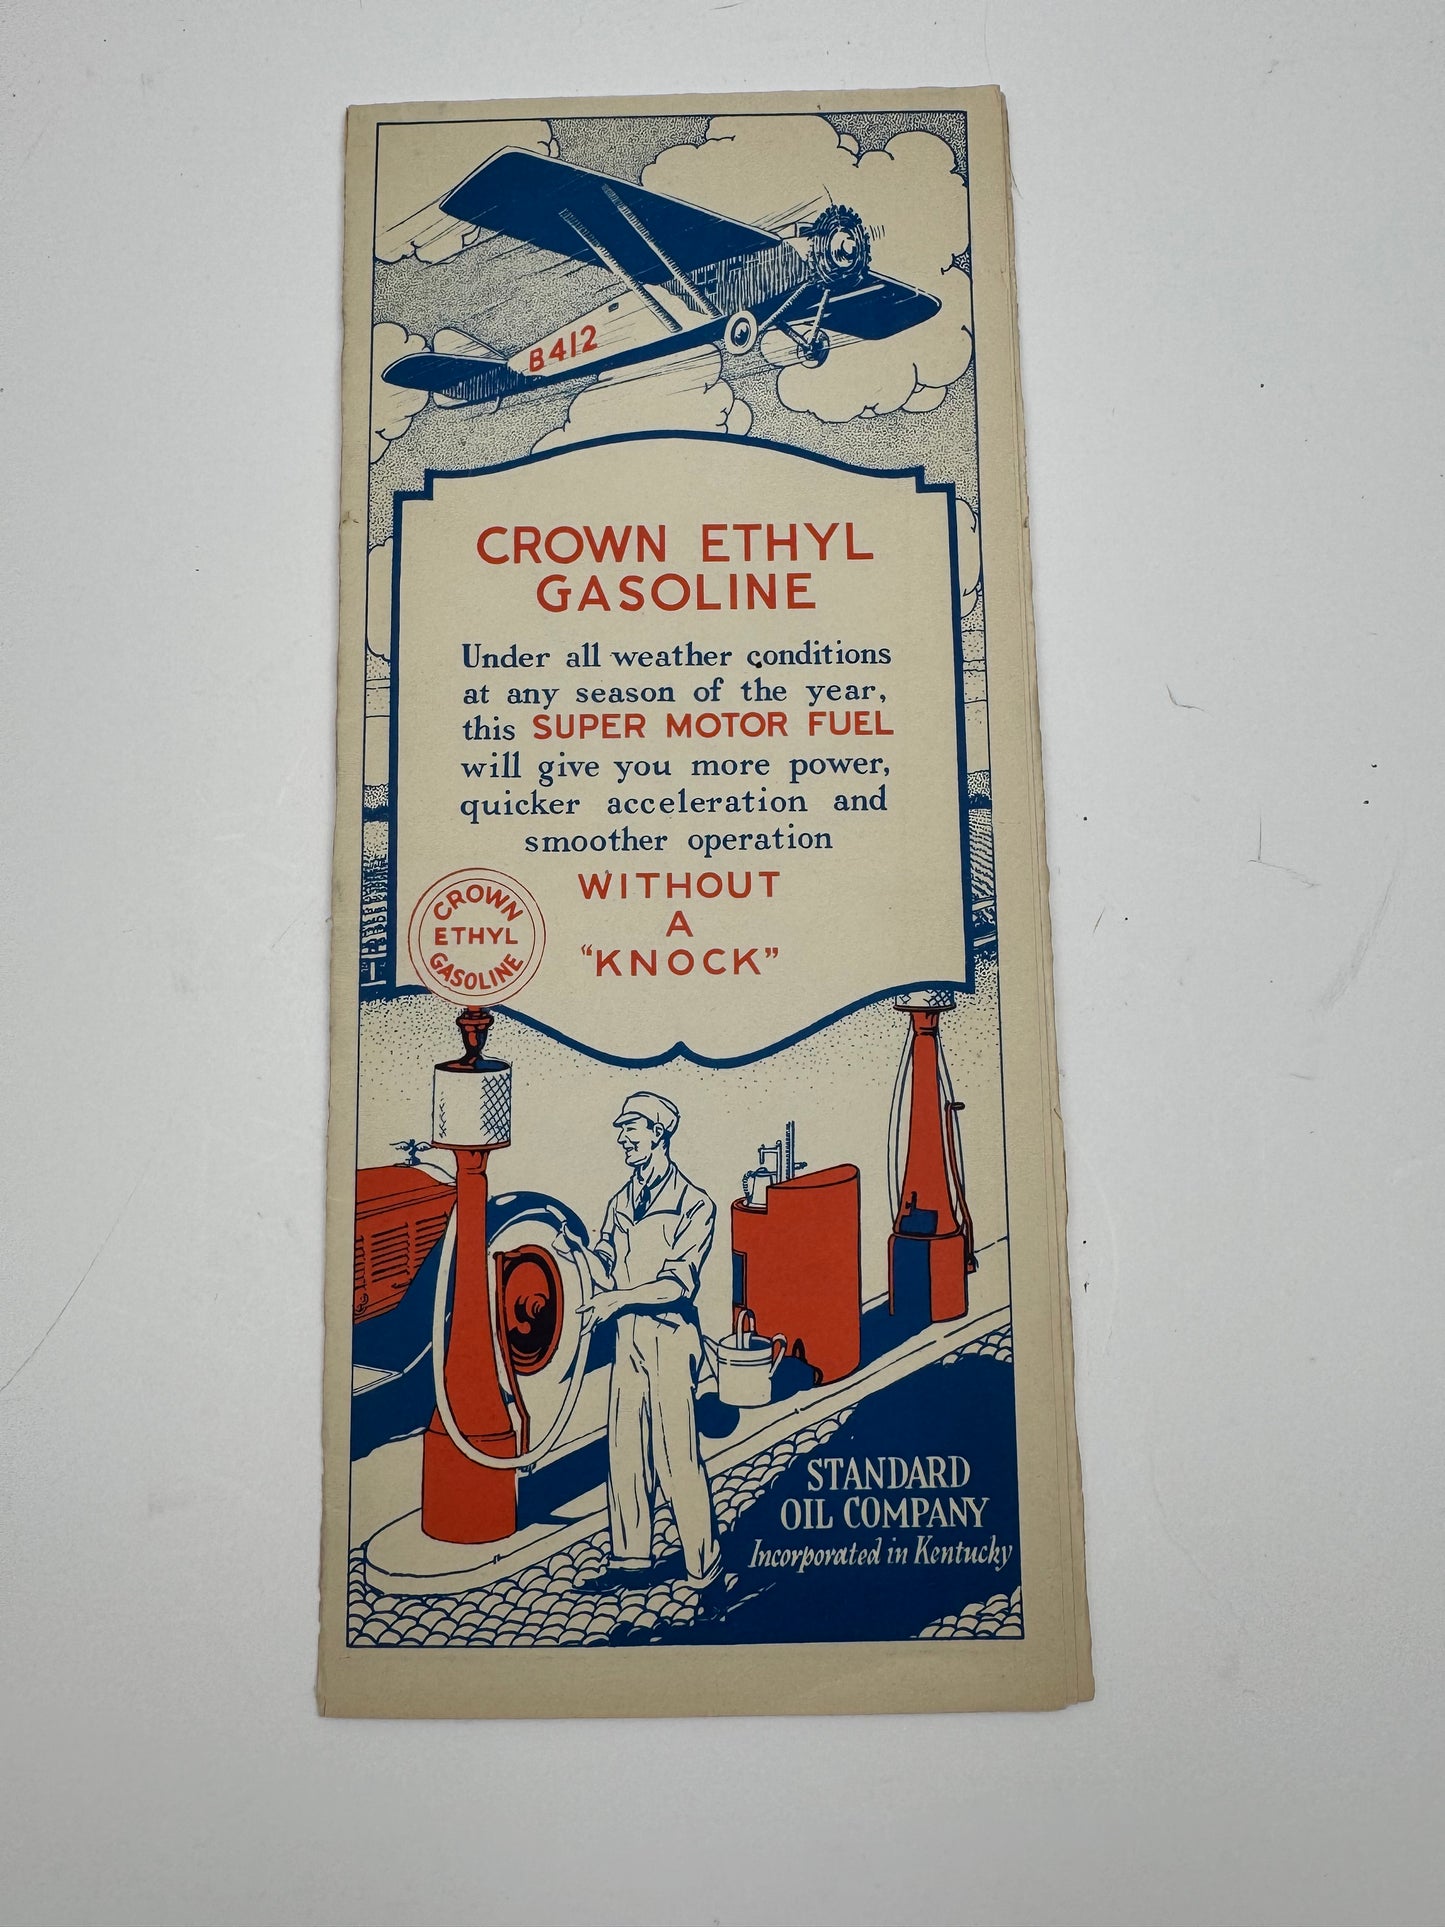 B412
CROWN ETHYL
GASOLINE
Under all weather conditions
at any season of the year,
this SUPER MOTOR FUEL
will give you more power,
quicker acceleration and
smoother operation
WITHOUT
A
"KNOCK"
CROWN
ETHYL
GASOLINE
STANDARD
OIL COMPANY
Incorporated in Kentucky